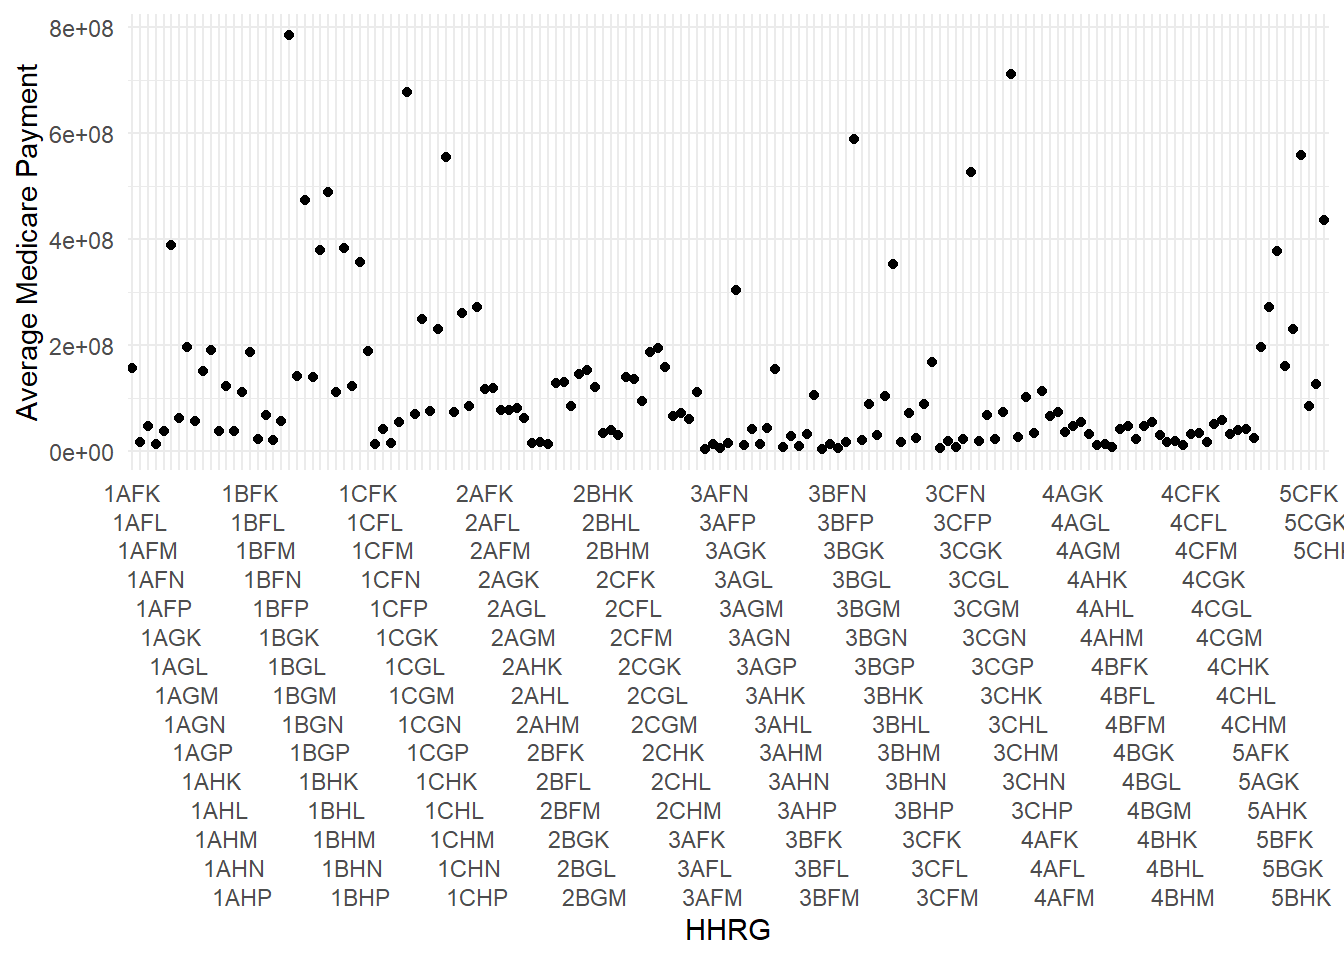 8e+08
6e+08
4e+08
2e+08
0e+00
Average Medicare Payment
1AFK 1BFK 1CFK 2AFK 2BHK 3AFN 3BFN 3CFN 4AGK 4CFK 5CFK
1AFL 1BFL 1CFL 2AFL 2BHL 3AFP 3BFP 3CFP 4AGL 4CFL 5CGK
1AFM 1BFM 1CFM 2AFM 2BHM 3AGK 3BGK 3CGK 4AGM 4CFM
1AFN 1BFN 1CFN 2AGK 2CFK 3AGL 3BGL 3CGL 4AHK 4CGK
1AFP 1BFP 1CFP 2AGL 2CFL 3AGM 3BGM 3CGM 4AHL 4CGL
1AGK 1BGK 1CGK 2AGM 2CFM 3AGN 3BGN 3CGN 4AHM 4CGM
1AGL 1BGL 1CGL 2AHK 2CGK 3AGP 3BGP 3CGP 4BFK 4CHK
1AGM 1BGM 1CGM 2AHL 2CGL 3AHK 3BHK 3CHK 4BFL 4CHL
1AGN 1BGN 1CGN 2AHM 2CGM 3AHL 3BHL 3CHL 4BFM 4CHM
1AGP 1BGP 1CGP 2BFK 2CHK 3AHM 3BHM 3CHM 4BGK 5AFK
1AHK 1BHK 1CHK 2BFL 2CHL 3AHN 3BHN 3CHN 4BGL 5AGK
1AHL 1BHL 1CHL 2BFM 2CHM 3AHP 3BHP 3CHP 4BGM 5AHK
1AHM 1BHM 1CHM 2BGK 3AFK 3BFK 3CFK 4AFK 4BHK 5BFK
1AHN 1BHN 1CHN 2BGL 3AFL 3BFL 3CFL 4AFL 4BHL 5BGK
1AHP 1BHP 1CHP 2BGM 3AFM 3BFM 3CFM 4AFM 4BHM 5BHK
HHRG